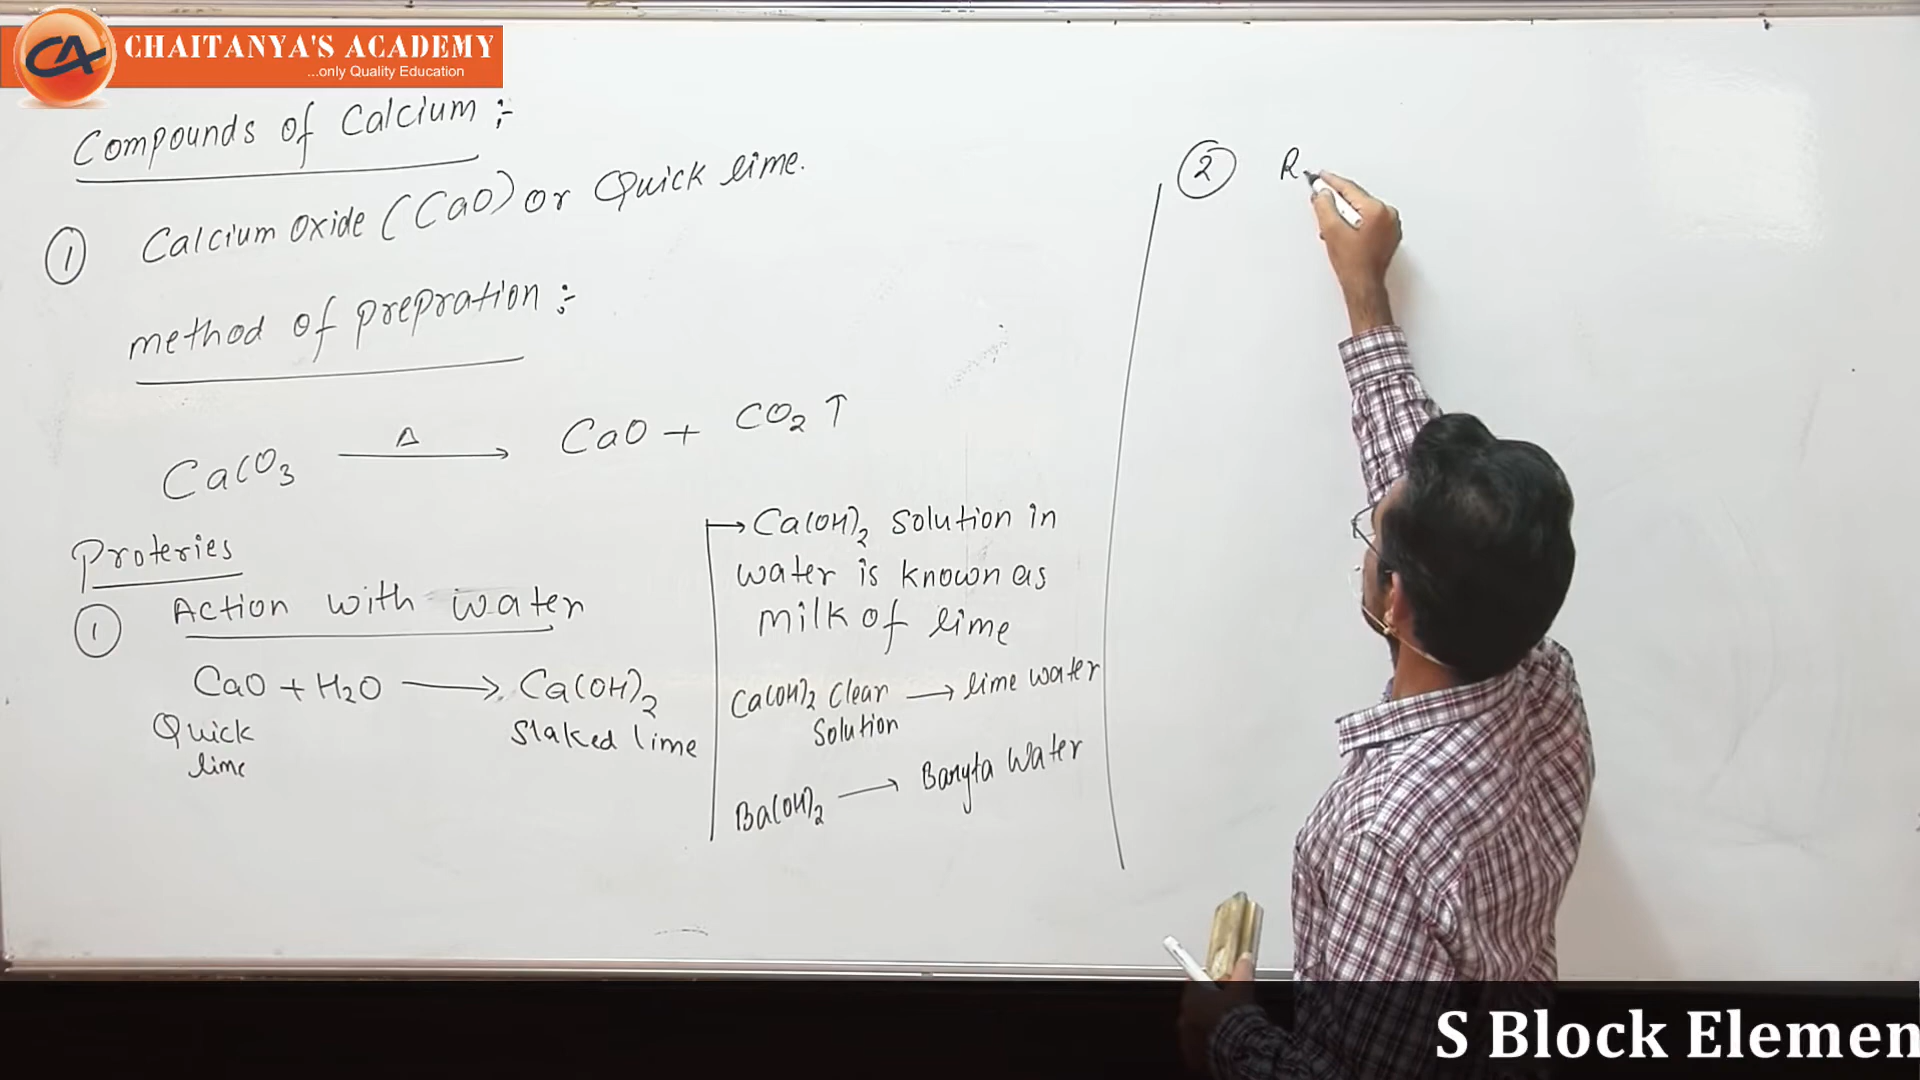 CHAITANYA'S ACADEMY
...only Quality Education
Compounds of Calcium :-
1 Calcium Oxide (CaO) or Quick lime.
method of prepration :-
CaCO3 Δ → CaO + CO2 ↑
Proteries
1 Action with water
CaO + H2O → Ca(OH)2
Quick lime
Slaked lime
→ Ca(OH)2 Solution in
water is known as
milk of lime
Ca(OH)2 Clear Solution → lime water
Ba(OH)2 → Baryta Water
2 R
S Block Elemen